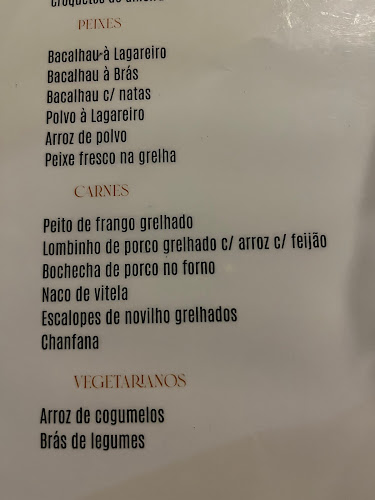 Croquetes de
PEIXES
Bacalhau à Lagareiro
Bacalhau à Brás
Bacalhau c/ natas
Polvo à Lagareiro
Arroz de polvo
Peixe fresco na grelha
CARNES
Peito de frango grelhado
Lombinho de porco grelhado c/ arroz c/ feijão
Bochecha de porco no forno
Naco de vitela
Escalopes de novilho grelhados
Chanfana
VEGETARIANOS
Arroz de cogumelos
Brás de legumes